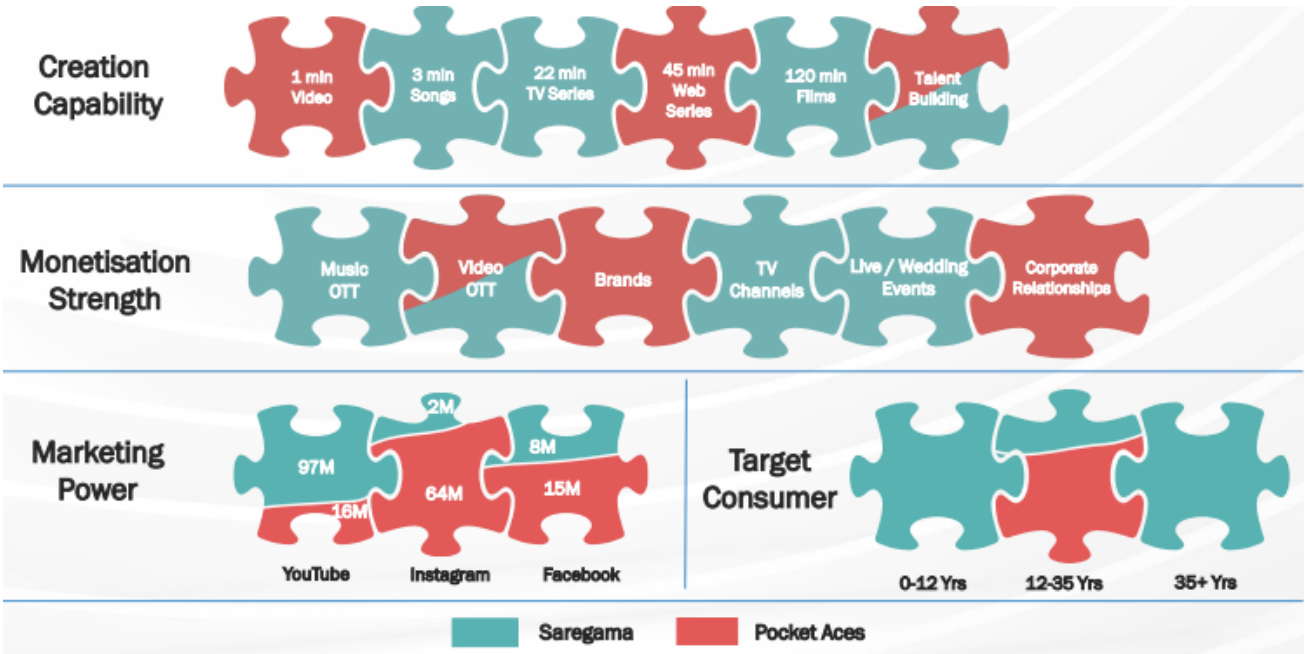 Creation
Capability
1 min
Video
3 min
Songs
22 min
TV Series
45 min
Web
Series
120 min
Films
Talent
Building
Monetisation
Strength
Music
OTT
Video
OTT
Brands
TV
Channels
Live / Wedding
Events
Corporate
Relationships
Marketing
Power
97M
16M
2M
64M
8M
15M
YouTube
Instagram
Facebook
Target
Consumer
0-12 Yrs
12-35 Yrs
35+ Yrs
Saregama
Pocket Aces